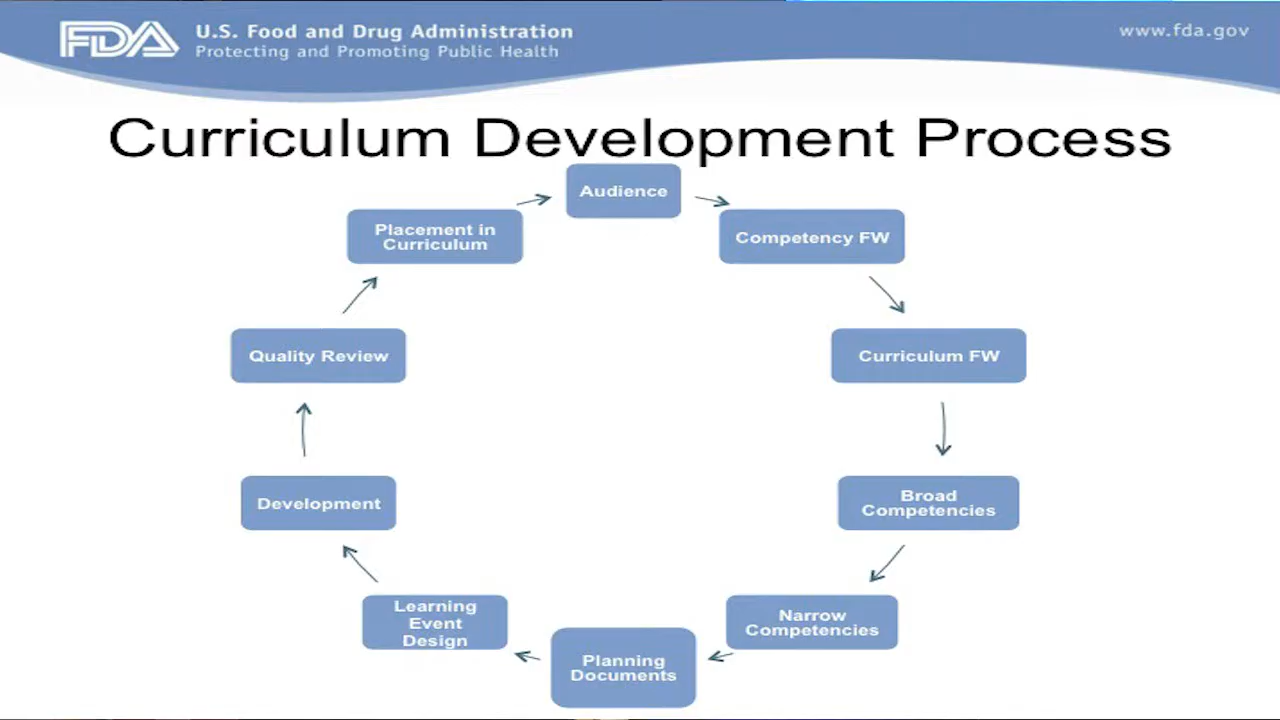 FDA
U.S. Food and Drug Administration
Protecting and Promoting Public Health
www.fda.gov
Curriculum Development Process
Audience
Competency FW
Curriculum FW
Broad
Competencies
Narrow
Competencies
Planning
Documents
Learning
Event
Design
Development
Quality Review
Placement in
Curriculum